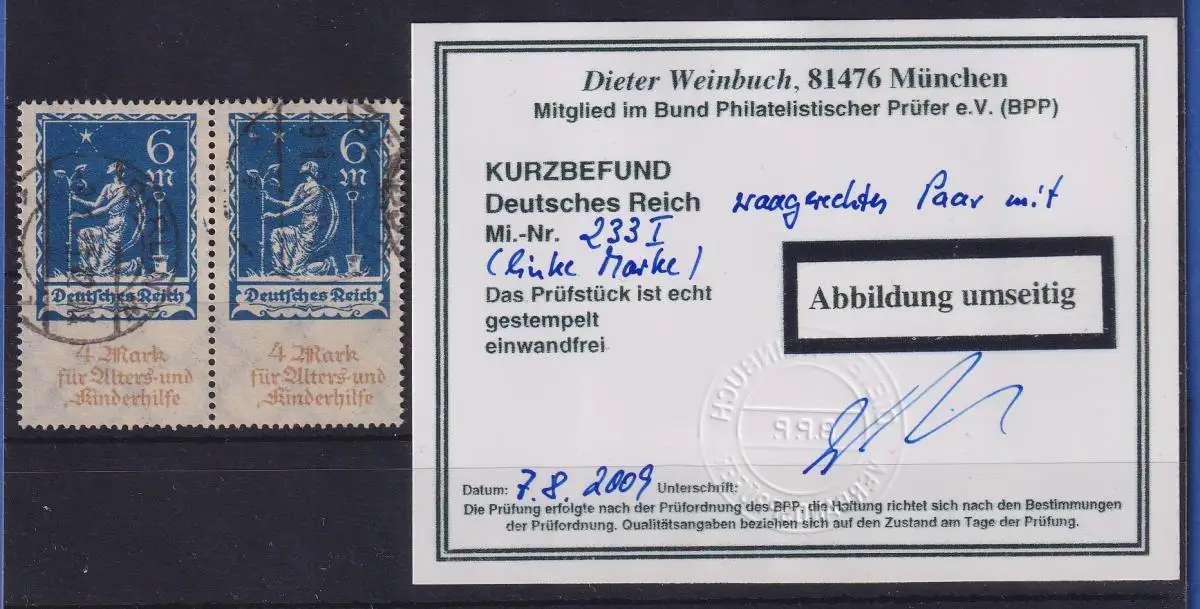 6 M
Deutsches Reich
4 Mark
für Alters- und
Kinderhilfe
6 M
Deutsches Reich
4 Mark
für Alters- und
Kinderhilfe
Dieter Weinbuch, 81476 München
Mitglied im Bund Philatelistischer Prüfer e.V. (BPP)
KURZBEFUND
Deutsches Reich waagerechtes Paar mit
Mi.-Nr. 233 I
(linke Marke)
Das Prüfstück ist echt
gestempelt
einwandfrei
Abbildung umseitig
B.P.P.
Datum: 7.8.2009 Unterschrift:
Die Prüfung erfolgte nach der Prüfordnung des BPP, die Haftung richtet sich nach den Bestimmungen
der Prüfordnung. Qualitätsangaben beziehen sich auf den Zustand am Tage der Prüfung.